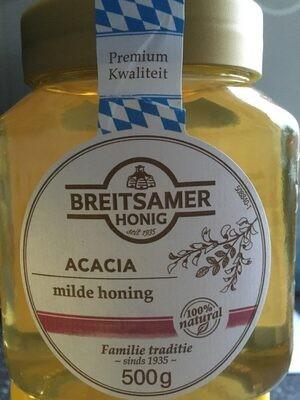 Premium
Kwaliteit
BREITSAMER
HONIG
seit 1935
ACACIA
milde honing
100%
natural
Familie traditie
~ sinds 1935 ~
500g